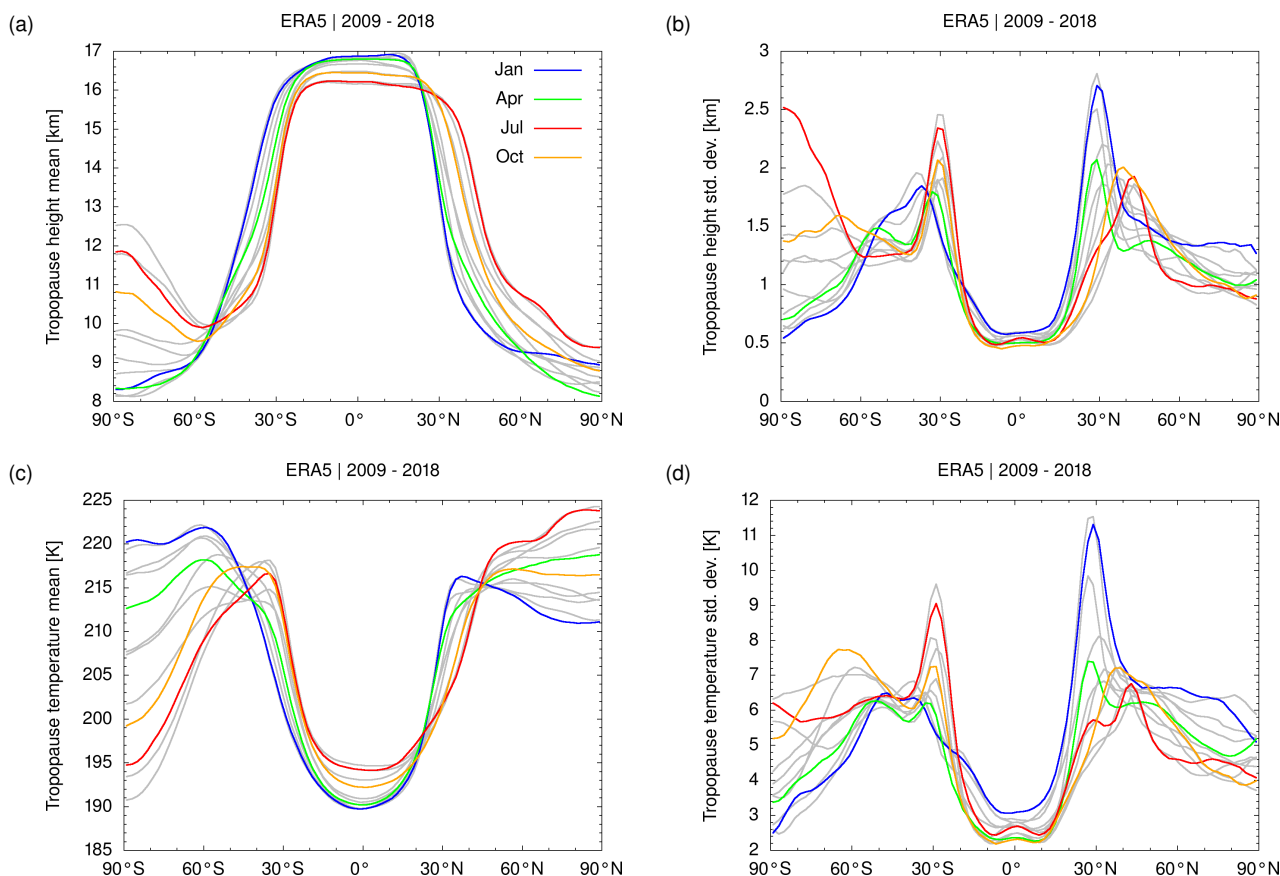 (a)
ERA5 | 2009 - 2018
Tropopause height mean [km]
17
16
15
14
13
12
11
10
9
8
Jan
Apr
Jul
Oct
90°S 60°S 30°S 0° 30°N 60°N 90°N
(b)
ERA5 | 2009 - 2018
Tropopause height std. dev. [km]
3
2.5
2
1.5
1
0.5
0
90°S 60°S 30°S 0° 30°N 60°N 90°N
(c)
ERA5 | 2009 - 2018
Tropopause temperature mean [K]
225
220
215
210
205
200
195
190
185
90°S 60°S 30°S 0° 30°N 60°N 90°N
(d)
ERA5 | 2009 - 2018
Tropopause temperature std. dev. [K]
12
11
10
9
8
7
6
5
4
3
2
90°S 60°S 30°S 0° 30°N 60°N 90°N